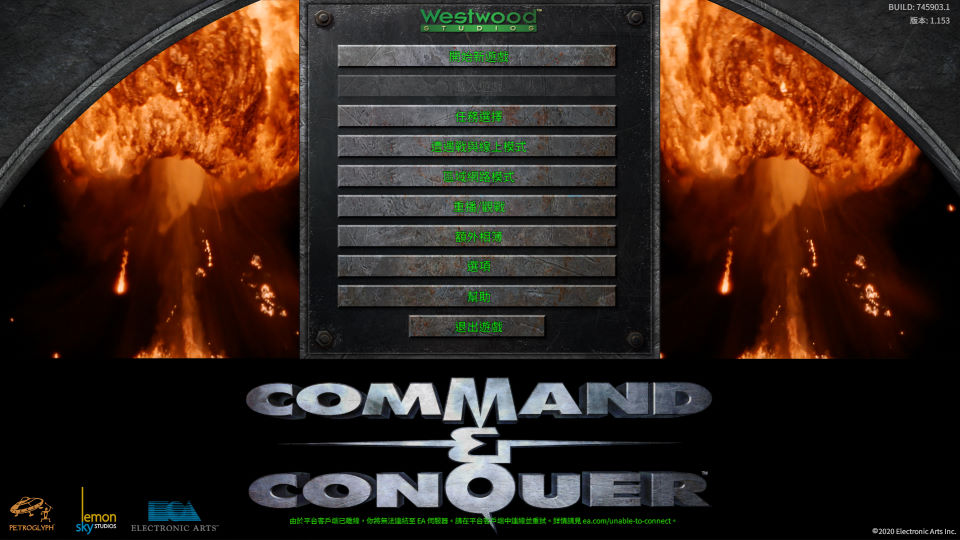 BUILD: 745903.1
版本: 1.153
Westwood™
STUDIOS
開始新遊戲
載入遊戲
任務選擇
遭遇戰與線上模式
區域網路模式
重播/觀戰
額外相簿
選項
幫助
退出遊戲
COMMAND
&
CONQUER™
由於平台客戶端已離線，你將無法連結至 EA 伺服器。請在平台客戶端中連線並重試。詳情請見 ea.com/unable-to-connect。
PETROGLYPH
lemon
sky STUDIOS
ECA
ELECTRONIC ARTS™
©2020 Electronic Arts Inc.